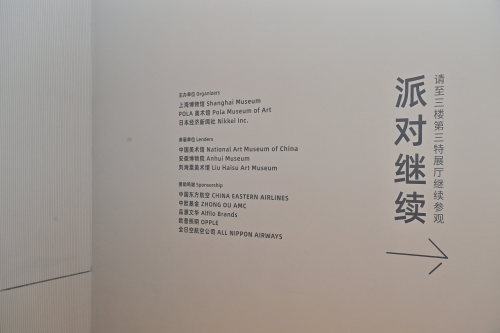 主办单位 Organizers
上海博物馆 Shanghai Museum
POLA 美术馆 Pola Museum of Art
日本经济新闻社 Nikkei Inc.
参展单位 Lenders
中国美术馆 National Art Museum of China
安徽博物院 Anhui Museum
刘海粟美术馆 Liu Haisu Art Museum
赞助鸣谢 Sponsorship
中国东方航空 CHINA EASTERN AIRLINES
中欧基金 ZHONG OU AMC
品源文华 Alfilo Brands
欧普照明 OPPLE
全日空航空公司 ALL NIPPON AIRWAYS
派对继续
请至三楼第三特展厅继续参观